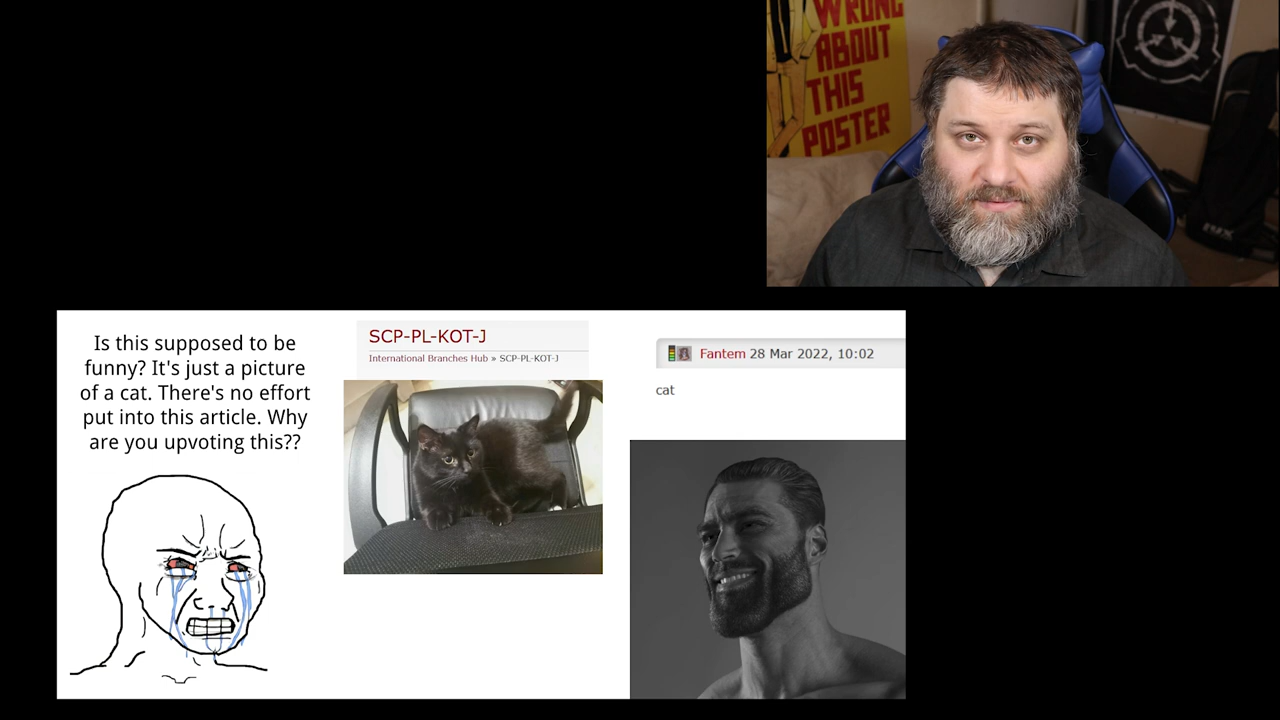 WRONG
ABOUT
THIS
POSTER
Is this supposed to be
funny? It's just a picture
of a cat. There's no effort
put into this article. Why
are you upvoting this??
SCP-PL-KOT-J
International Branches Hub » SCP-PL-KOT-J
Fantem 28 Mar 2022, 10:02
cat